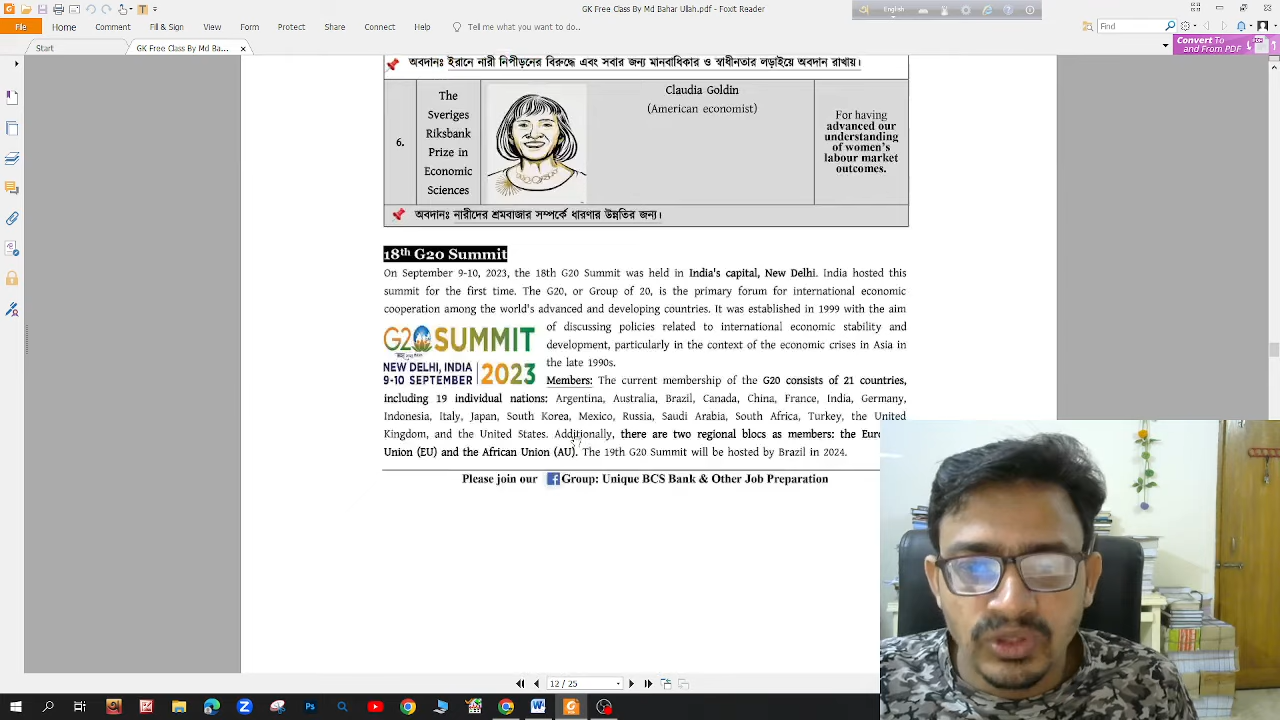 GK Free Class By Md Bahar Ullah.pdf - Foxit Reader
English
File Home Comment Fill & Sign View Form Protect Share Connect Help Tell me what you want to do...
Find
Start GK Free Class By Md Ba...
Convert To
and From PDF
অবদানঃ ইরানে নারী নিপীড়নের বিরুদ্ধে এবং সবার জন্য মানবাধিকার ও স্বাধীনতার লড়াইয়ে অবদান রাখায়।
6.
The
Sveriges
Riksbank
Prize in
Economic
Sciences
Claudia Goldin
(American economist)
For having
advanced our
understanding
of women's
labour market
outcomes.
অবদানঃ নারীদের শ্রমবাজার সম্পর্কে ধারণার উন্নতির জন্য।
18th G20 Summit
On September 9-10, 2023, the 18th G20 Summit was held in India's capital, New Delhi. India hosted this
summit for the first time. The G20, or Group of 20, is the primary forum for international economic
cooperation among the world's advanced and developing countries. It was established in 1999 with the aim
of discussing policies related to international economic stability and
development, particularly in the context of the economic crises in Asia in
the late 1990s.
G20 SUMMIT
NEW DELHI, INDIA
9-10 SEPTEMBER
2023
Members: The current membership of the G20 consists of 21 countries,
including 19 individual nations: Argentina, Australia, Brazil, Canada, China, France, India, Germany,
Indonesia, Italy, Japan, South Korea, Mexico, Russia, Saudi Arabia, South Africa, Turkey, the United
Kingdom, and the United States. Additionally, there are two regional blocs as members: the
Union (EU) and the African Union (AU). The 19th G20 Summit will be hosted by Brazil in 2024.
Please join our Group: Unique BCS Bank & Other Job Preparation
12 / 25